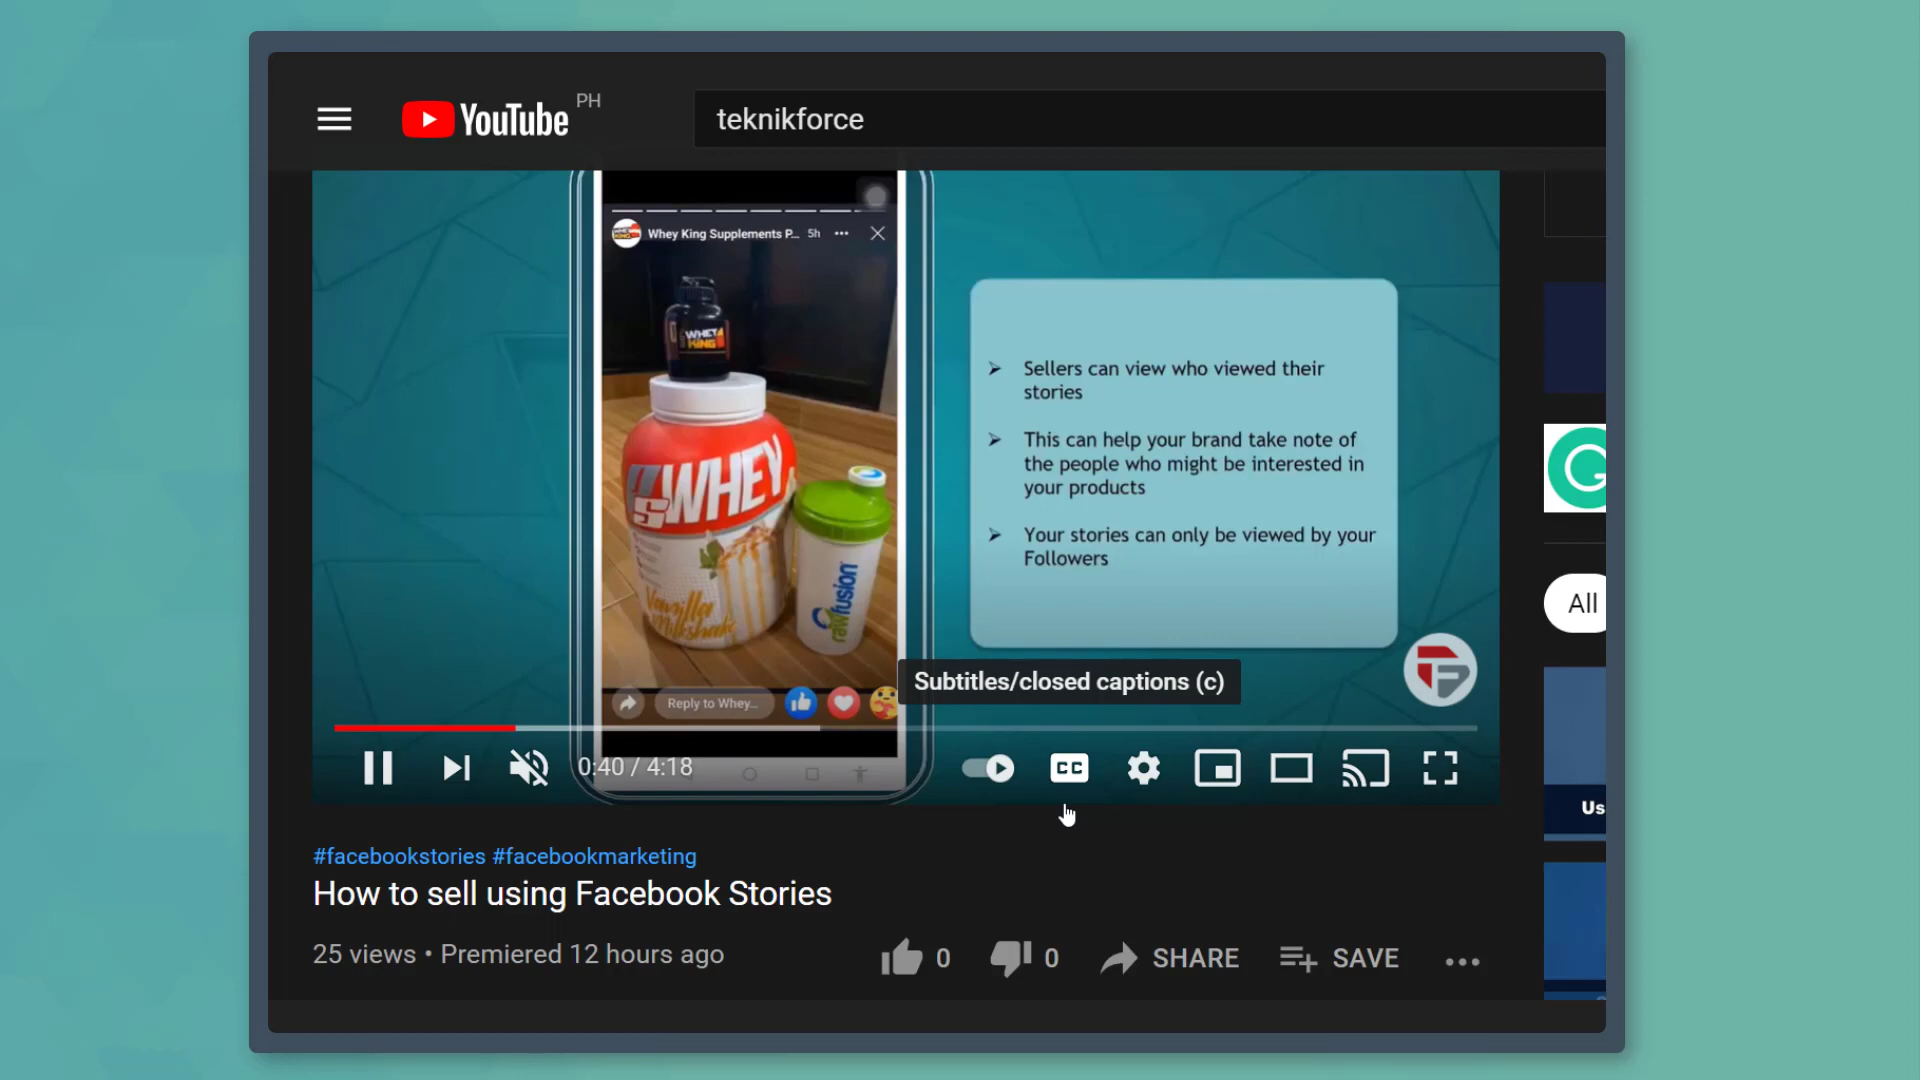 YouTube PH
teknikforce
Whey King Supplements P... 5h
WHEY
KING
WHEY
Vanilla
Milkshake
rawfusion
Reply to Whey...
Sellers can view who viewed their
stories
This can help your brand take note of
the people who might be interested in
your products
Your stories can only be viewed by your
Followers
Subtitles/closed captions (c)
0:40 / 4:18
CC
All
Us
#facebookstories #facebookmarketing
How to sell using Facebook Stories
25 views • Premiered 12 hours ago
0
0
SHARE
SAVE